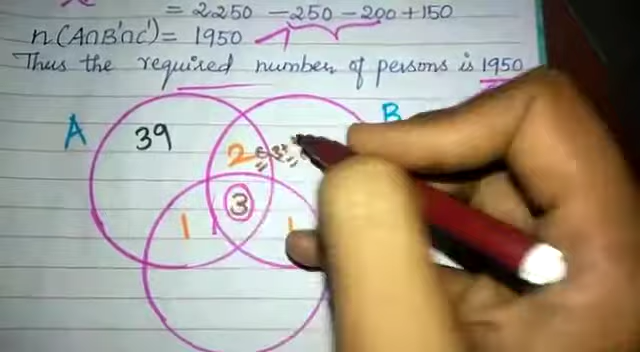 = 2250 - 250 - 200 + 150
n(A∩B'∩C') = 1950
Thus the required number of persons is 1950
A
B
39
2
3
1
1